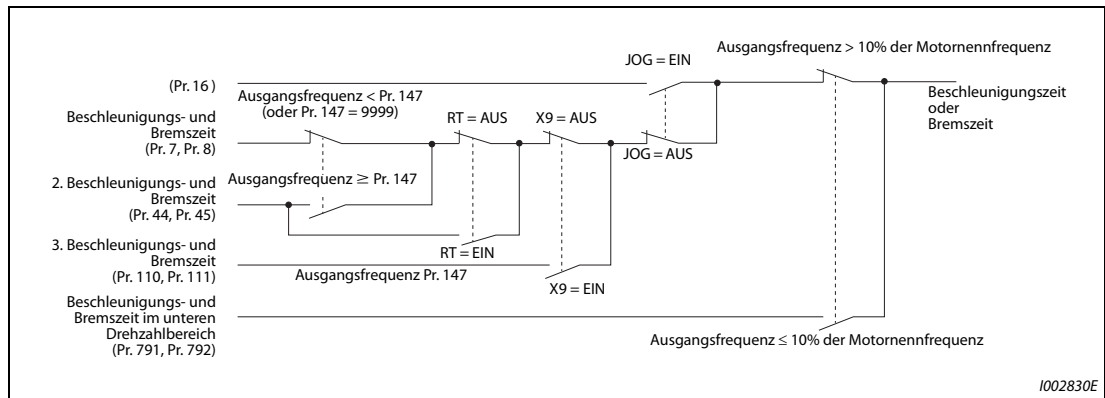 Ausgangsfrequenz > 10% der Motornennfrequenz
JOG = EIN
(Pr. 16 )
Ausgangsfrequenz < Pr. 147
(oder Pr. 147 = 9999)
Beschleunigungszeit
oder
Bremszeit
Beschleunigungs- und
Bremszeit
(Pr. 7, Pr. 8)
RT = AUS
X9 = AUS
JOG = AUS
Ausgangsfrequenz ≥ Pr. 147
2. Beschleunigungs- und
Bremszeit
(Pr. 44, Pr. 45)
RT = EIN
3. Beschleunigungs- und
Bremszeit
(Pr. 110, Pr. 111)
Ausgangsfrequenz Pr. 147
X9 = EIN
Beschleunigungs- und
Bremszeit im unteren
Drehzahlbereich
(Pr. 791, Pr. 792)
Ausgangsfrequenz ≤ 10% der Motornennfrequenz
I002830E